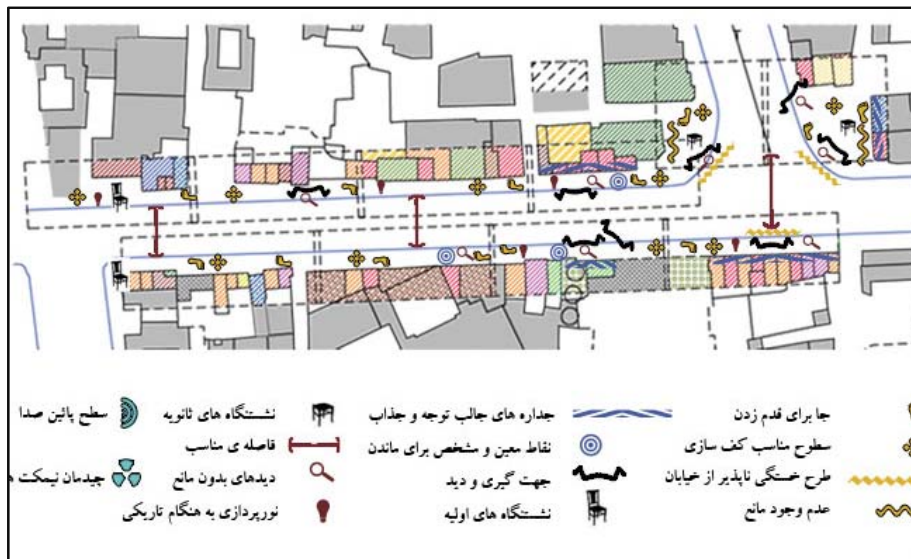 جا برای قدم زدن
سطوح مناسب کف سازی
طرح خستگی ناپذیر از خیابان
عدم وجود مانع
جداره های جالب توجه و جذاب
نقاط معین و مشخص برای ماندن
جهت گیری و دید
نشستگاه های اولیه
نشستگاه های ثانویه
فاصله ی مناسب
دیدهای بدون مانع
نورپردازی به هنگام تاریکی
سطح پائین صدا
چیدمان نیمکت ه